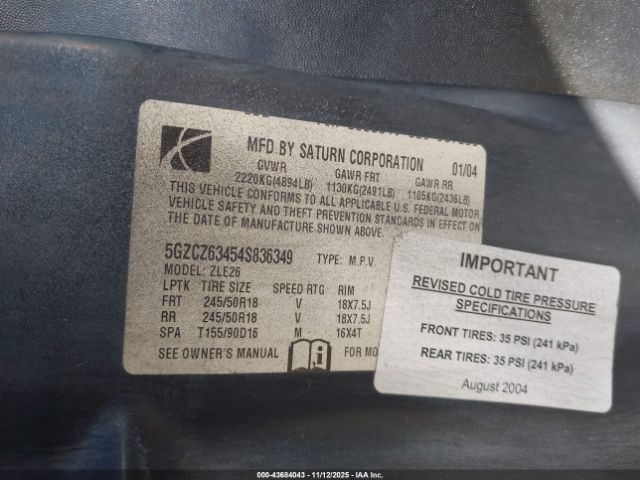 MFD BY SATURN CORPORATION 01/04
GVWR GAWR FRT GAWR RR
2220KG(4894LB) 1130KG(2491LB) 1105KG(2436LB)
THIS VEHICLE CONFORMS TO ALL APPLICABLE U.S. FEDERAL MOTOR
VEHICLE SAFETY AND THEFT PREVENTION STANDARDS IN EFFECT ON
THE DATE OF MANUFACTURE SHOWN ABOVE.
5GZCZ63454S836349 TYPE: M.P.V.
MODEL: ZLE26
LPTK TIRE SIZE SPEED RTG RIM
FRT 245/50R18 V 18X7.5J
RR 245/50R18 V 18X7.5J
SPA T155/90D16 M 16X4T
SEE OWNER'S MANUAL FOR MO
IMPORTANT
REVISED COLD TIRE PRESSURE
SPECIFICATIONS
FRONT TIRES: 35 PSI (241 kPa)
REAR TIRES: 35 PSI (241 kPa)
August 2004
000-43684043 - 11/12/2025 - © IAA Inc.